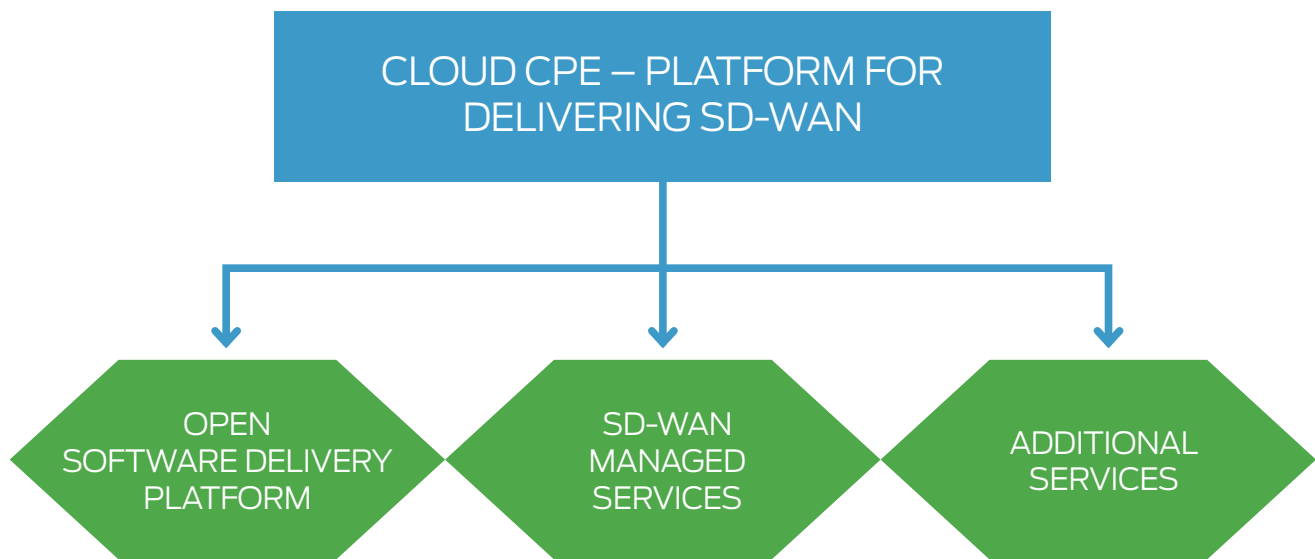 CLOUD CPE – PLATFORM FOR
DELIVERING SD-WAN
OPEN
SOFTWARE DELIVERY
PLATFORM
SD-WAN
MANAGED
SERVICES
ADDITIONAL
SERVICES